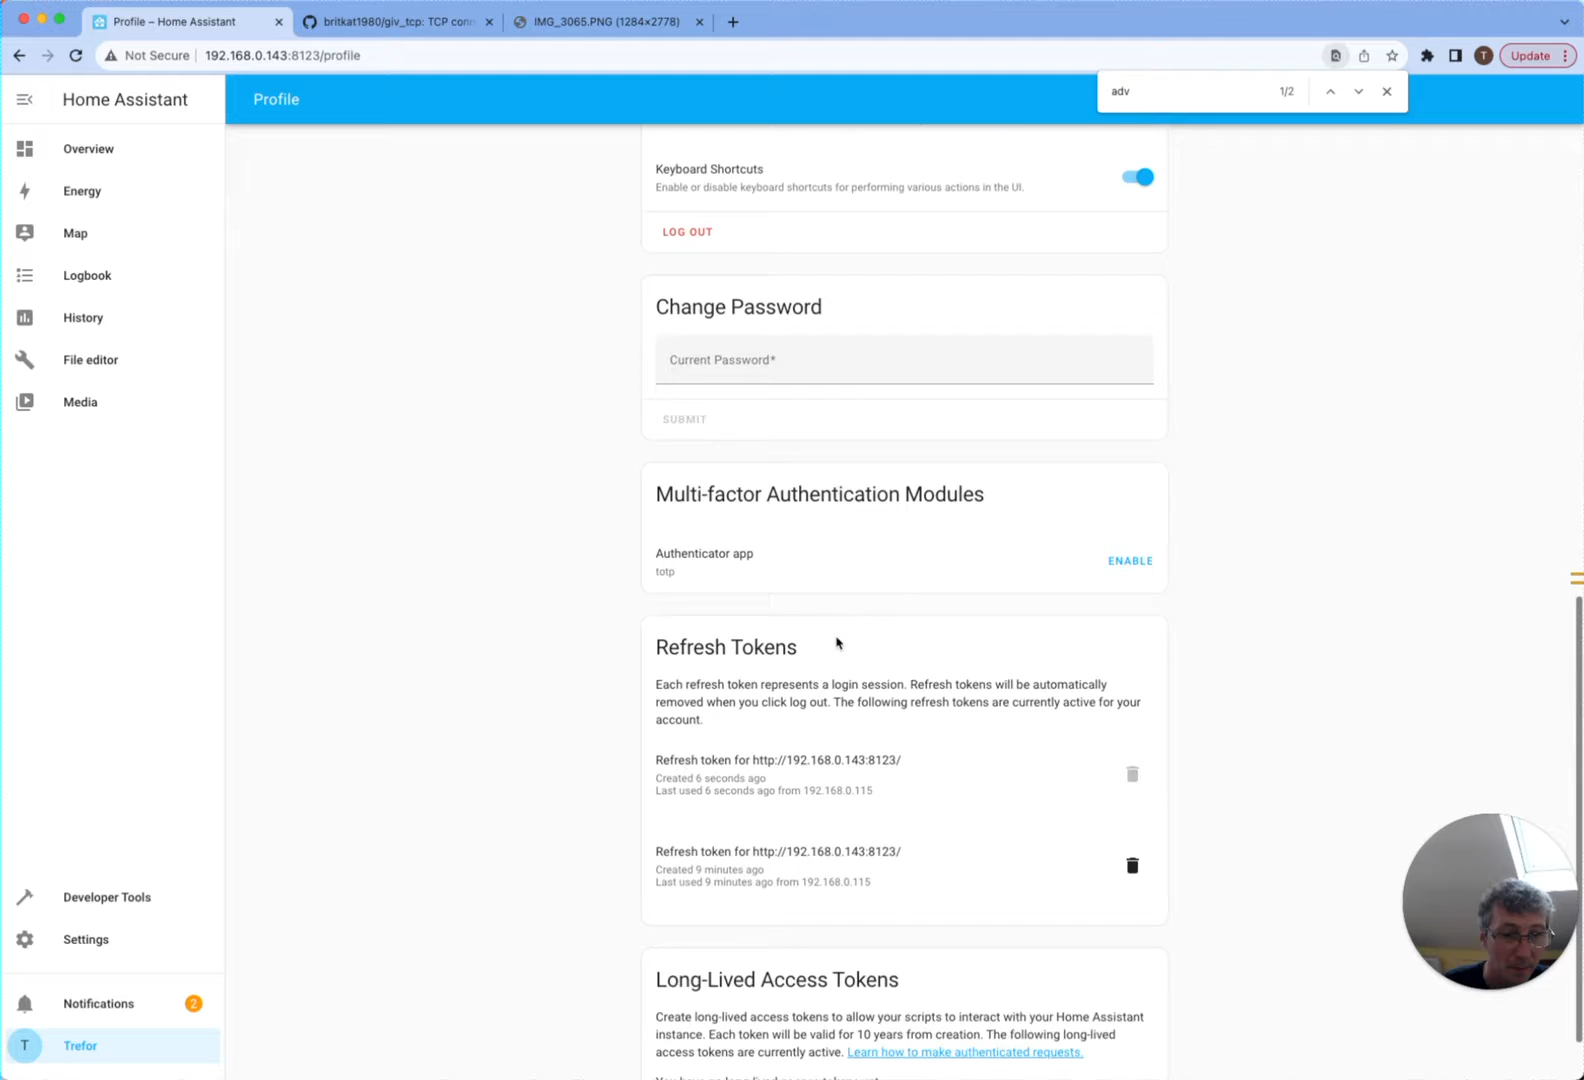 Profile – Home Assistant
britkat1980/giv_tcp: TCP conn
IMG_3065.PNG (1284×2778)
Not Secure
192.168.0.143:8123/profile
T
Update
adv
1/2
Home Assistant
Profile
Overview
Energy
Map
Logbook
History
File editor
Media
Developer Tools
Settings
Notifications
2
T
Trefor
Keyboard Shortcuts
Enable or disable keyboard shortcuts for performing various actions in the UI.
LOG OUT
Change Password
Current Password*
SUBMIT
Multi-factor Authentication Modules
Authenticator app
totp
ENABLE
Refresh Tokens
Each refresh token represents a login session. Refresh tokens will be automatically
removed when you click log out. The following refresh tokens are currently active for your
account.
Refresh token for http://192.168.0.143:8123/
Created 6 seconds ago
Last used 6 seconds ago from 192.168.0.115
Refresh token for http://192.168.0.143:8123/
Created 9 minutes ago
Last used 9 minutes ago from 192.168.0.115
Long-Lived Access Tokens
Create long-lived access tokens to allow your scripts to interact with your Home Assistant
instance. Each token will be valid for 10 years from creation. The following long-lived
access tokens are currently active. Learn how to make authenticated requests.